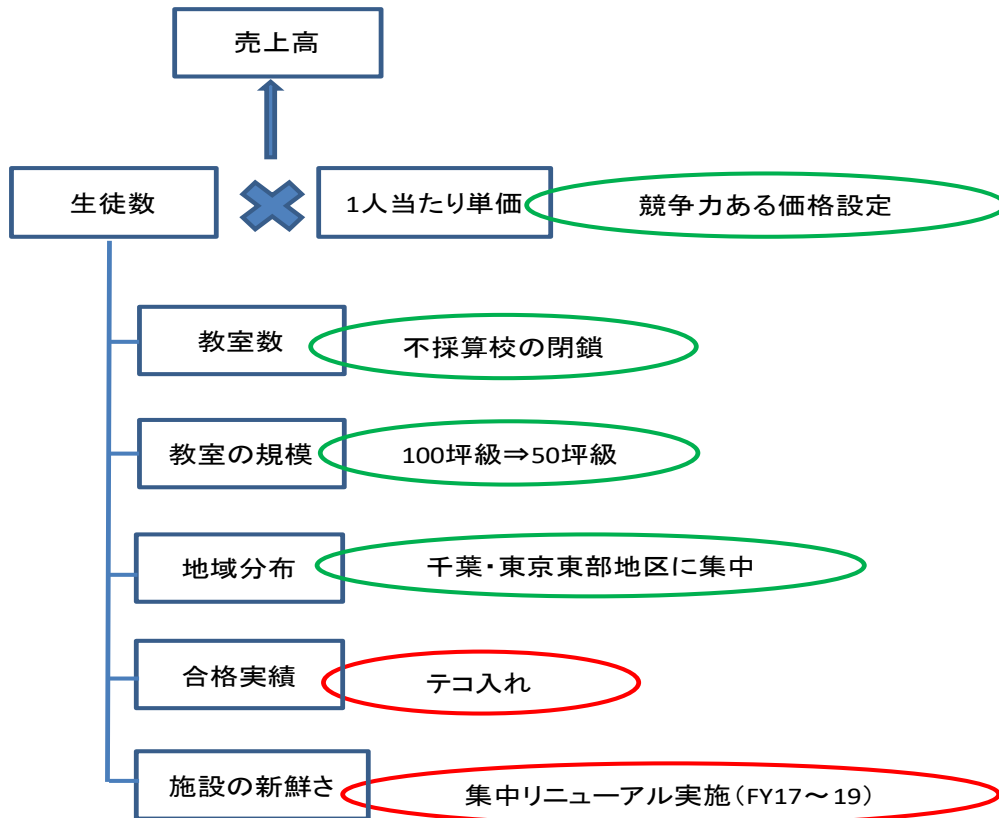 売上高
生徒数
1人当たり単価
競争力ある価格設定
教室数
不採算校の閉鎖
教室の規模
100坪級⇒50坪級
地域分布
千葉・東京東部地区に集中
合格実績
テコ入れ
施設の新鮮さ
集中リニューアル実施（FY17～19）